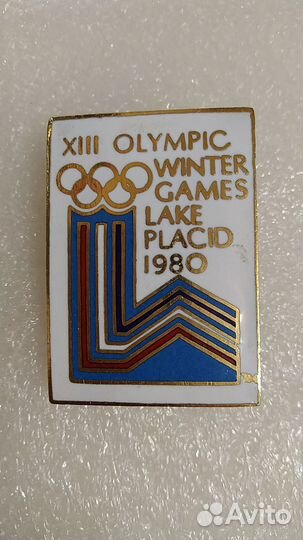 XIII OLYMPIC
WINTER
GAMES
LAKE
PLACID
1980
Avito